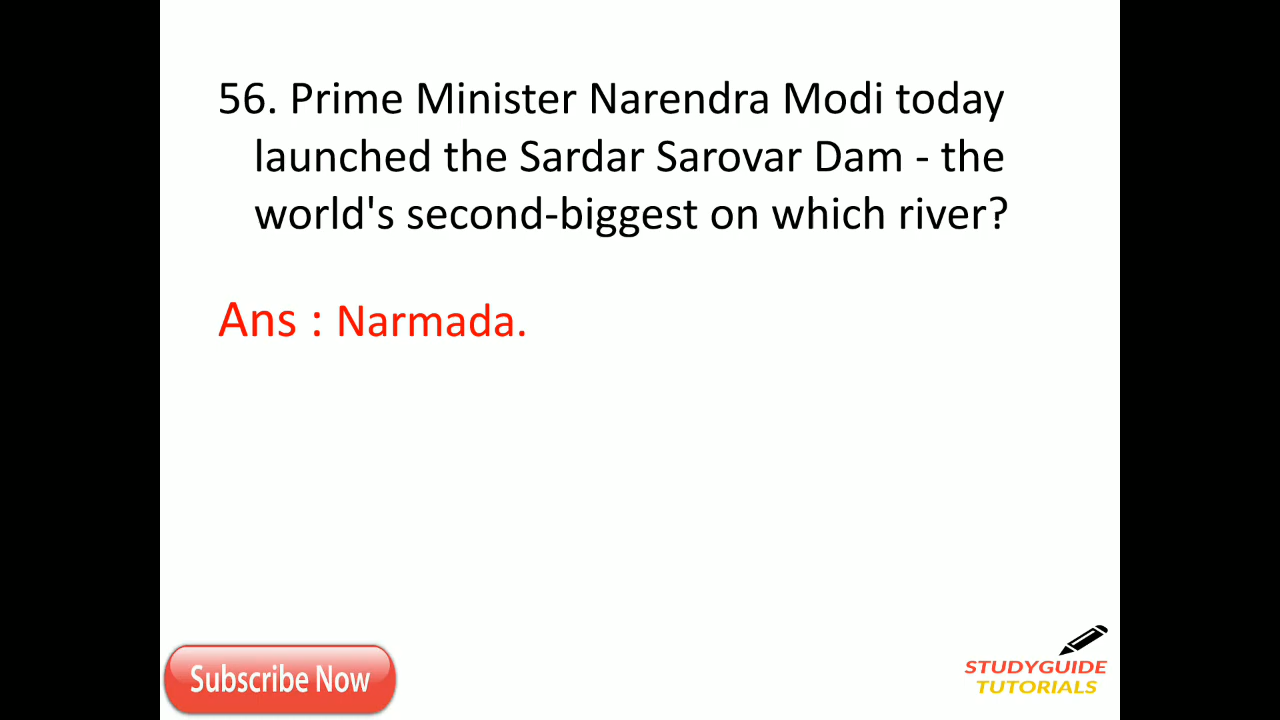 56. Prime Minister Narendra Modi today
launched the Sardar Sarovar Dam - the
world's second-biggest on which river?
Ans : Narmada.
Subscribe Now
STUDYGUIDE
TUTORIALS